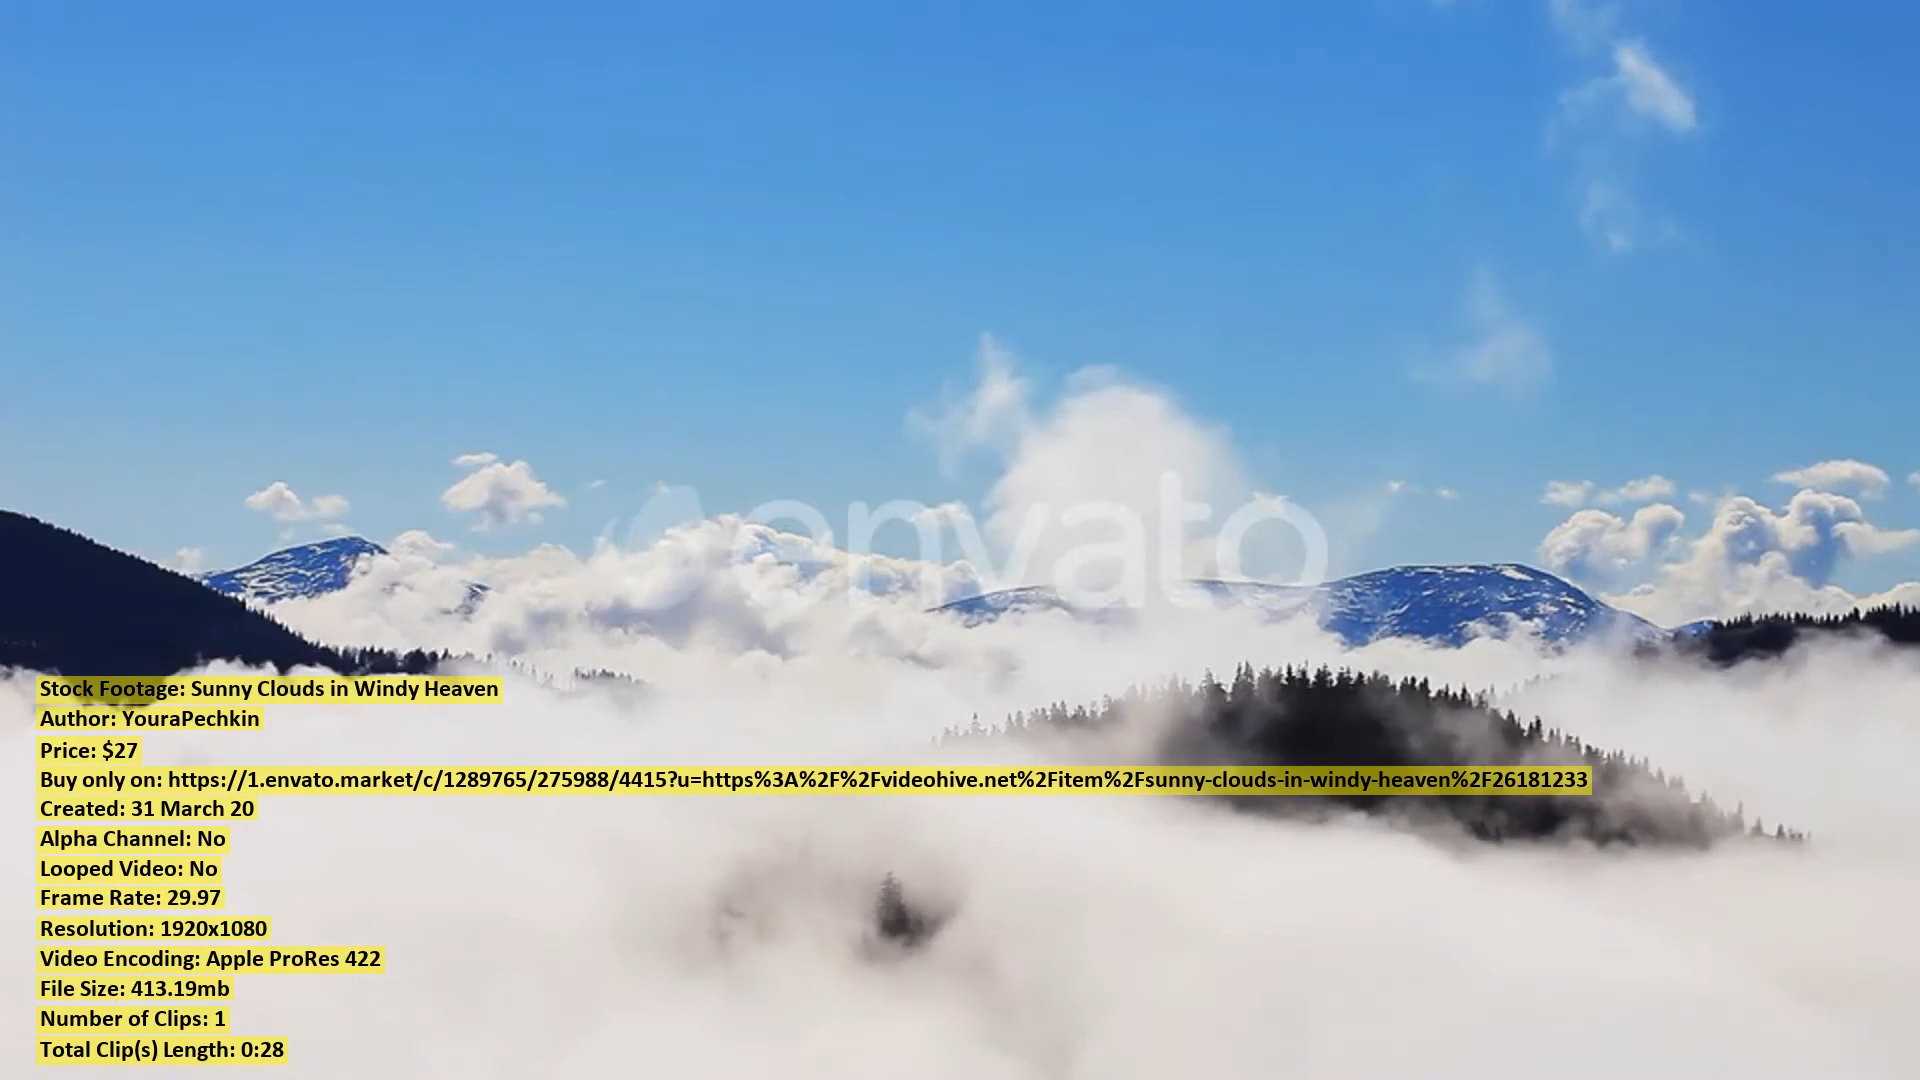 envato
Stock Footage: Sunny Clouds in Windy Heaven
Author: YouraPechkin
Price: $27
Buy only on: https://1.envato.market/c/1289765/275988/4415?u=https%3A%2F%2Fvideohive.net%2Fitem%2Fsunny-clouds-in-windy-heaven%2F26181233
Created: 31 March 20
Alpha Channel: No
Looped Video: No
Frame Rate: 29.97
Resolution: 1920x1080
Video Encoding: Apple ProRes 422
File Size: 413.19mb
Number of Clips: 1
Total Clip(s) Length: 0:28